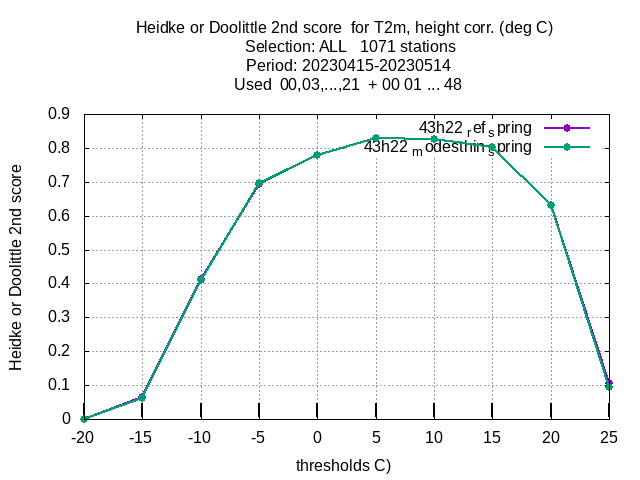 Heidke or Doolittle 2nd score  for T2m, height corr. (deg C)
Selection: ALL   1071 stations
Period: 20230415-20230514
Used  00,03,...,21  + 00 01 ... 48
Heidke or Doolittle 2nd score
0.9
0.8
0.7
0.6
0.5
0.4
0.3
0.2
0.1
0
43h22 ref spring
43h22 modesthin spring
-20 -15 -10 -5 0 5 10 15 20 25
thresholds C)